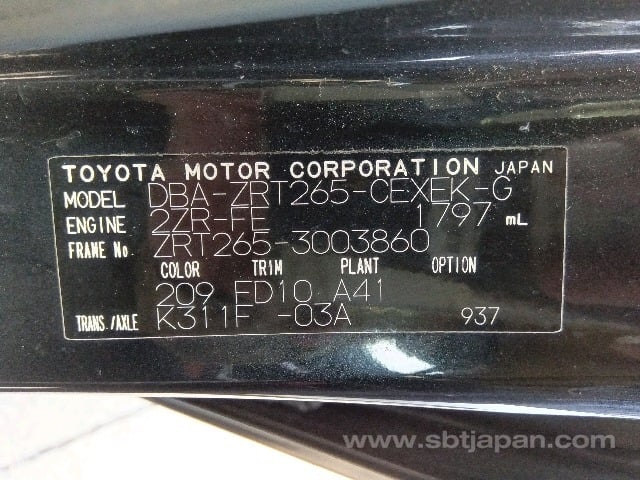 TOYOTA MOTOR CORPORATION JAPAN
MODEL DBA-ZRT265-CEXEK-G
ENGINE 2ZR-FE 1797 mL
FRAME No ZRT265-3003860
COLOR TRIM PLANT OPTION
209 FD10 A41
TRANS./AXLE K311F -03A 937
www.sbtjapan.com